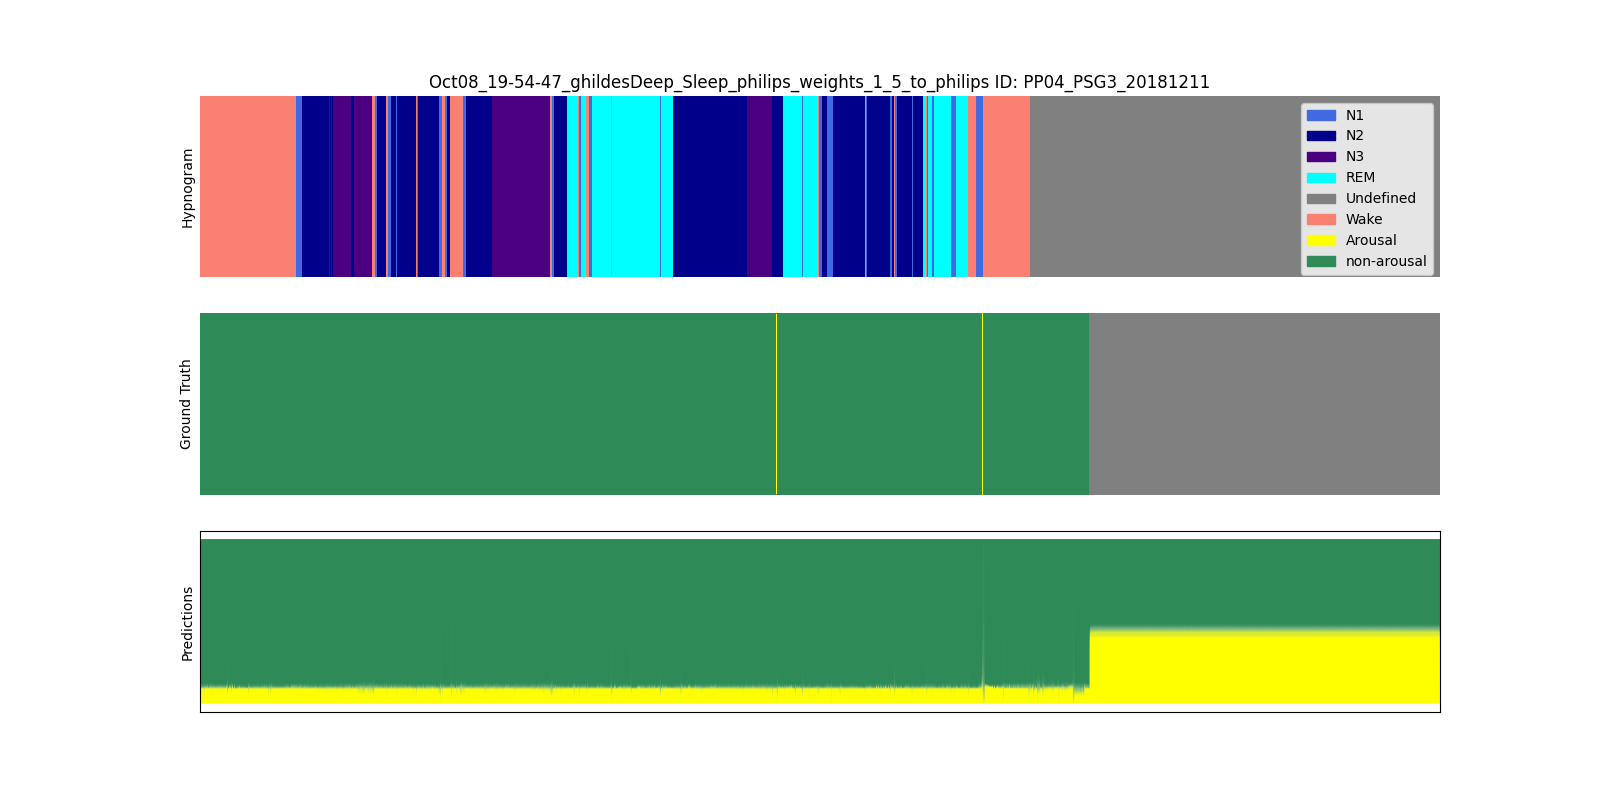 Oct08_19-54-47_ghildesDeep_Sleep_philips_weights_1_5_to_philips ID: PP04_PSG3_20181211
Hypnogram
N1
N2
N3
REM
Undefined
Wake
Arousal
non-arousal
Ground Truth
Predictions